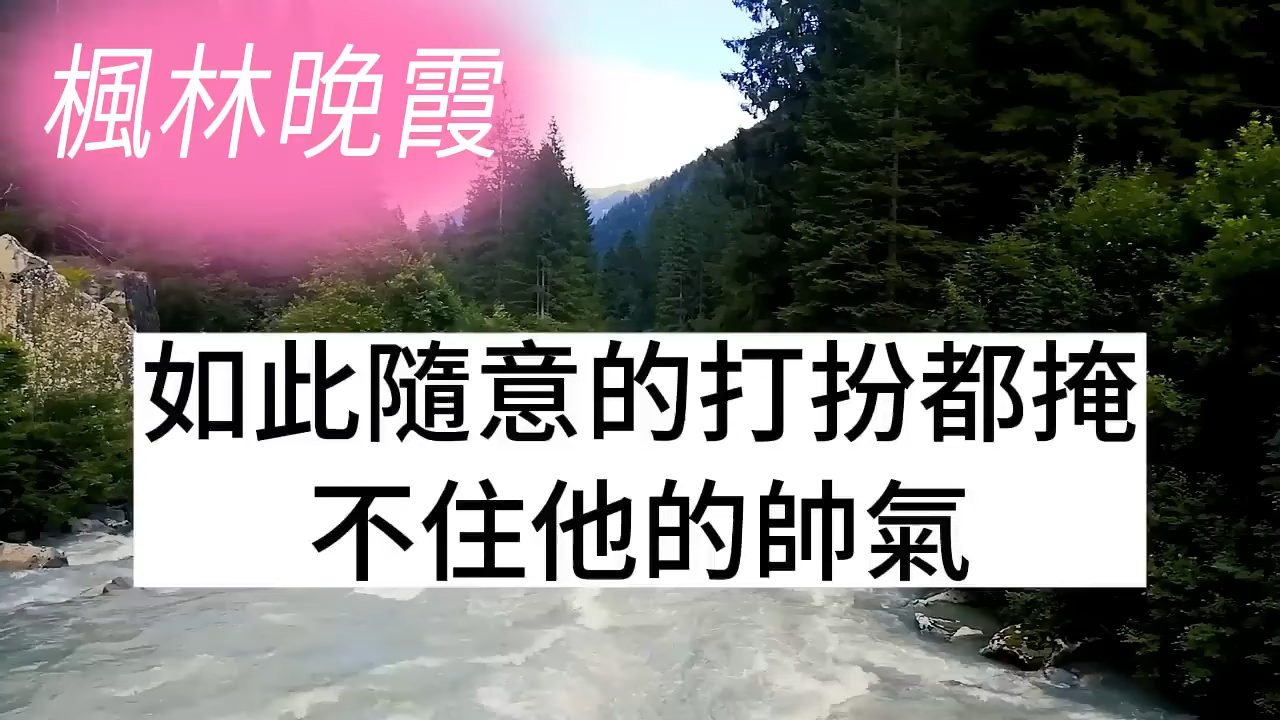 楓林晚霞
如此隨意的打扮都掩
不住他的帥氣